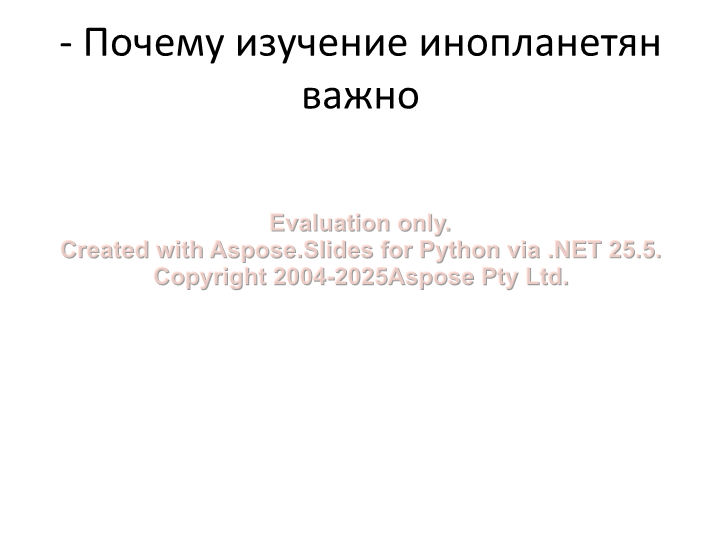 - Почему изучение инопланетян
важно
Evaluation only.
Created with Aspose.Slides for Python via .NET 25.5.
Copyright 2004-2025Aspose Pty Ltd.